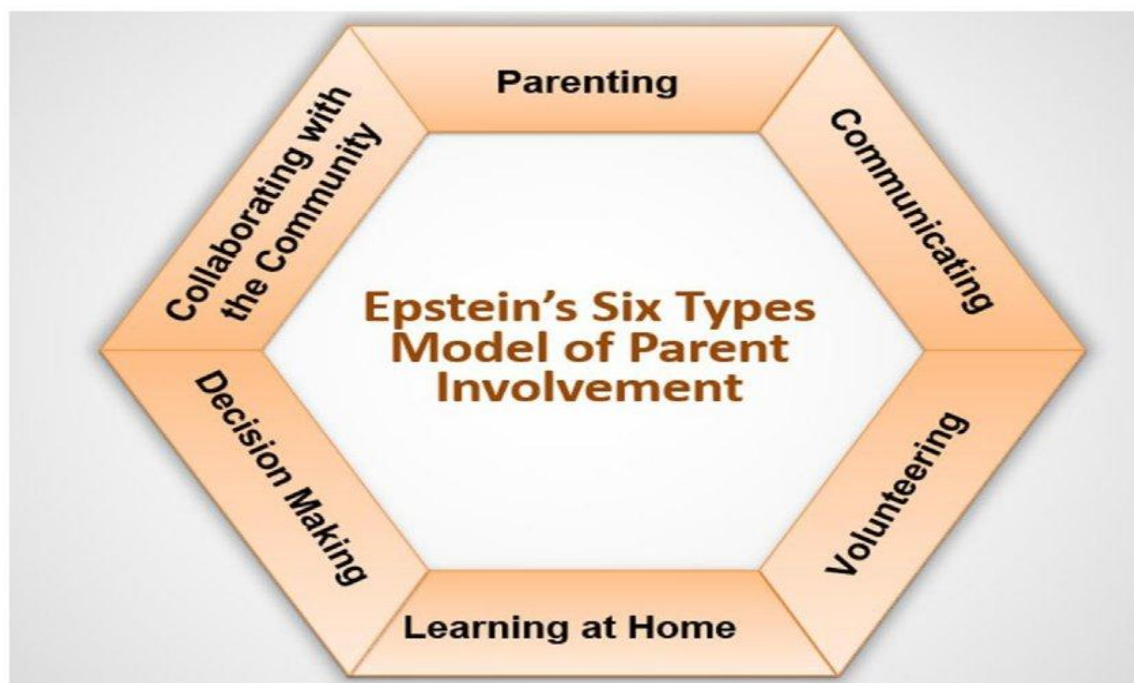 Parenting
Communicating
Volunteering
Learning at Home
Decision Making
Collaborating with
the Community
Epstein's Six Types
Model of Parent
Involvement